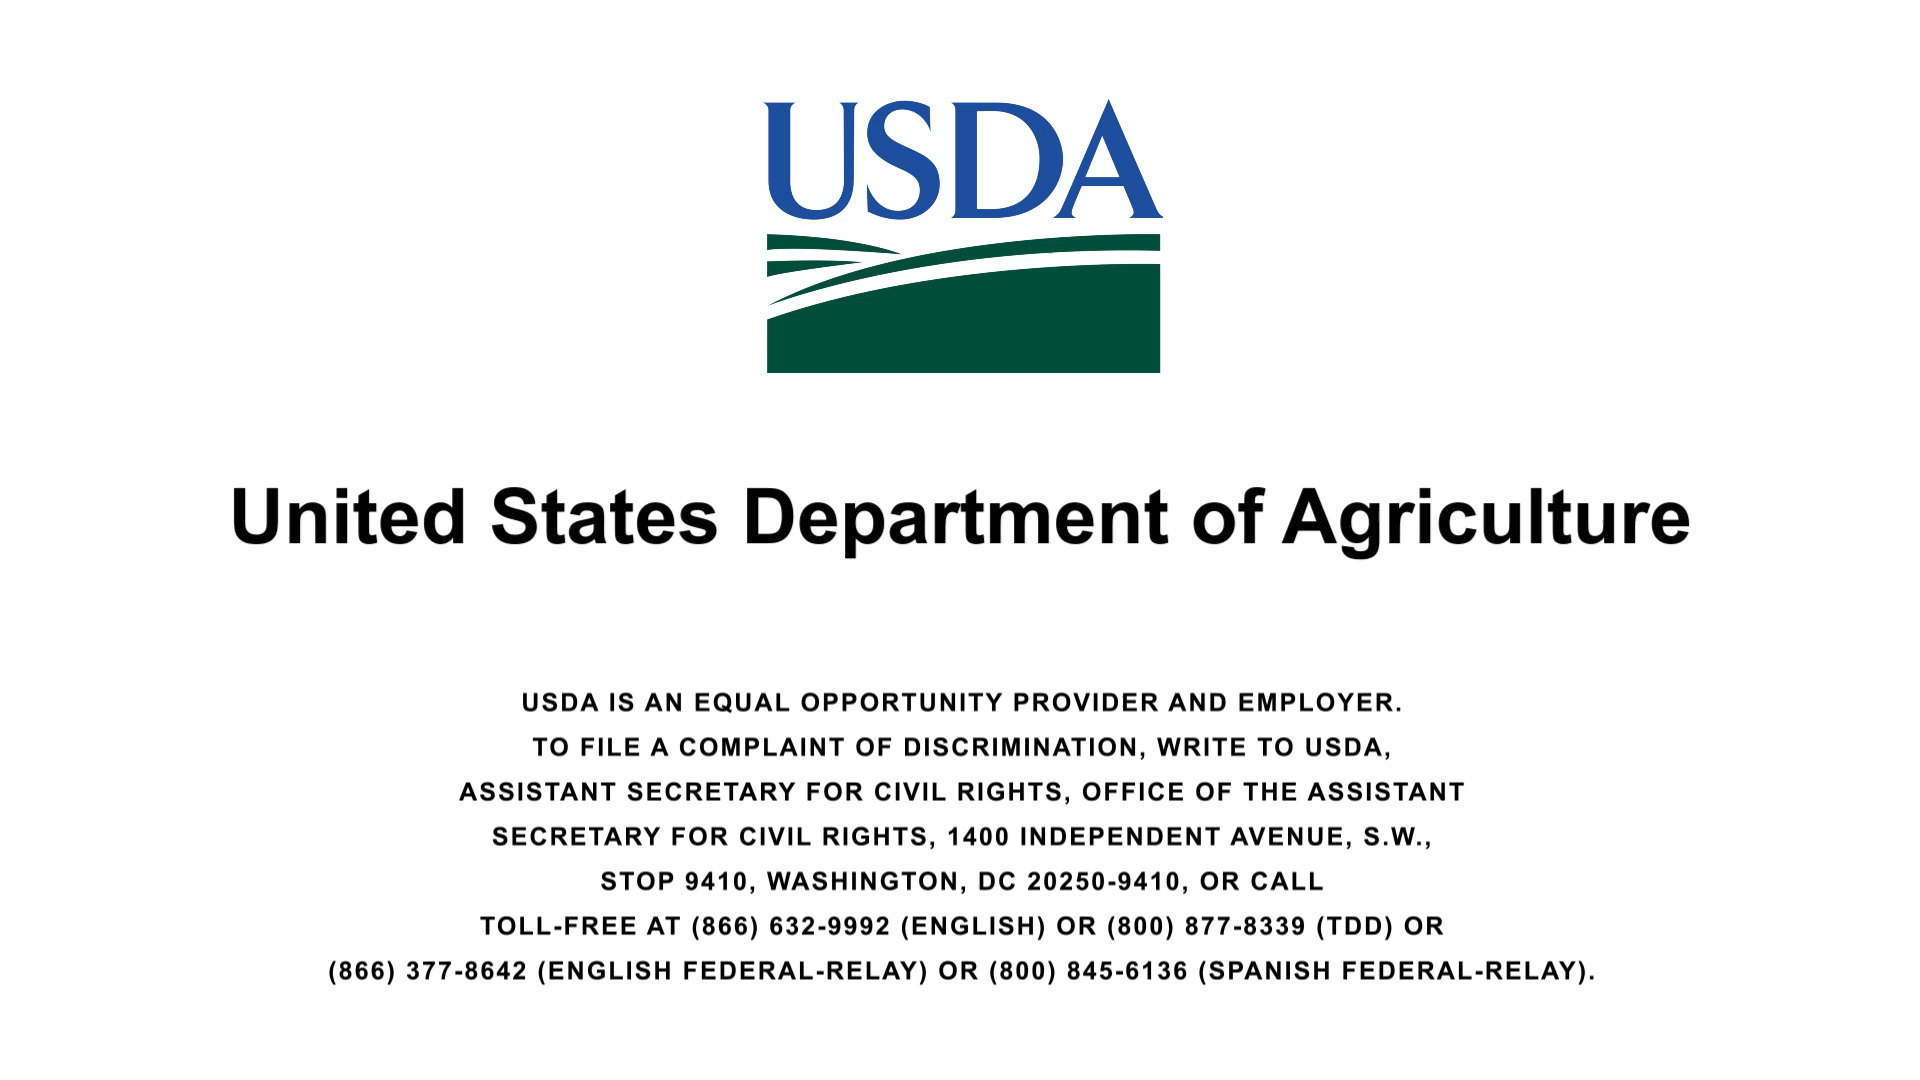 USDA
United States Department of Agriculture
USDA IS AN EQUAL OPPORTUNITY PROVIDER AND EMPLOYER.
TO FILE A COMPLAINT OF DISCRIMINATION, WRITE TO USDA,
ASSISTANT SECRETARY FOR CIVIL RIGHTS, OFFICE OF THE ASSISTANT
SECRETARY FOR CIVIL RIGHTS, 1400 INDEPENDENT AVENUE, S.W.,
STOP 9410, WASHINGTON, DC 20250-9410, OR CALL
TOLL-FREE AT (866) 632-9992 (ENGLISH) OR (800) 877-8339 (TDD) OR
(866) 377-8642 (ENGLISH FEDERAL-RELAY) OR (800) 845-6136 (SPANISH FEDERAL-RELAY).